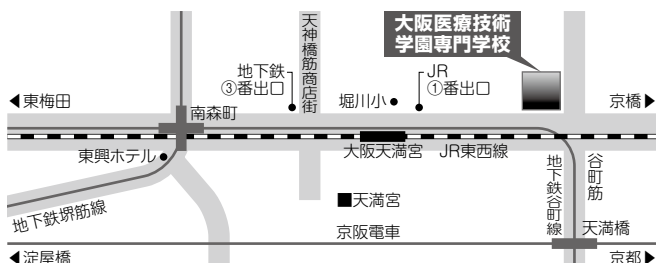 大阪医療技術
学園専門学校
天神橋筋商店街
地下鉄
③番出口
JR
①番出口
◀東梅田
南森町
堀川小
京橋▶
東興ホテル
大阪天満宮
JR東西線
地下鉄谷町線
谷町筋
地下鉄堺筋線
天満宮
京阪電車
天満橋
◀淀屋橋
京都▶